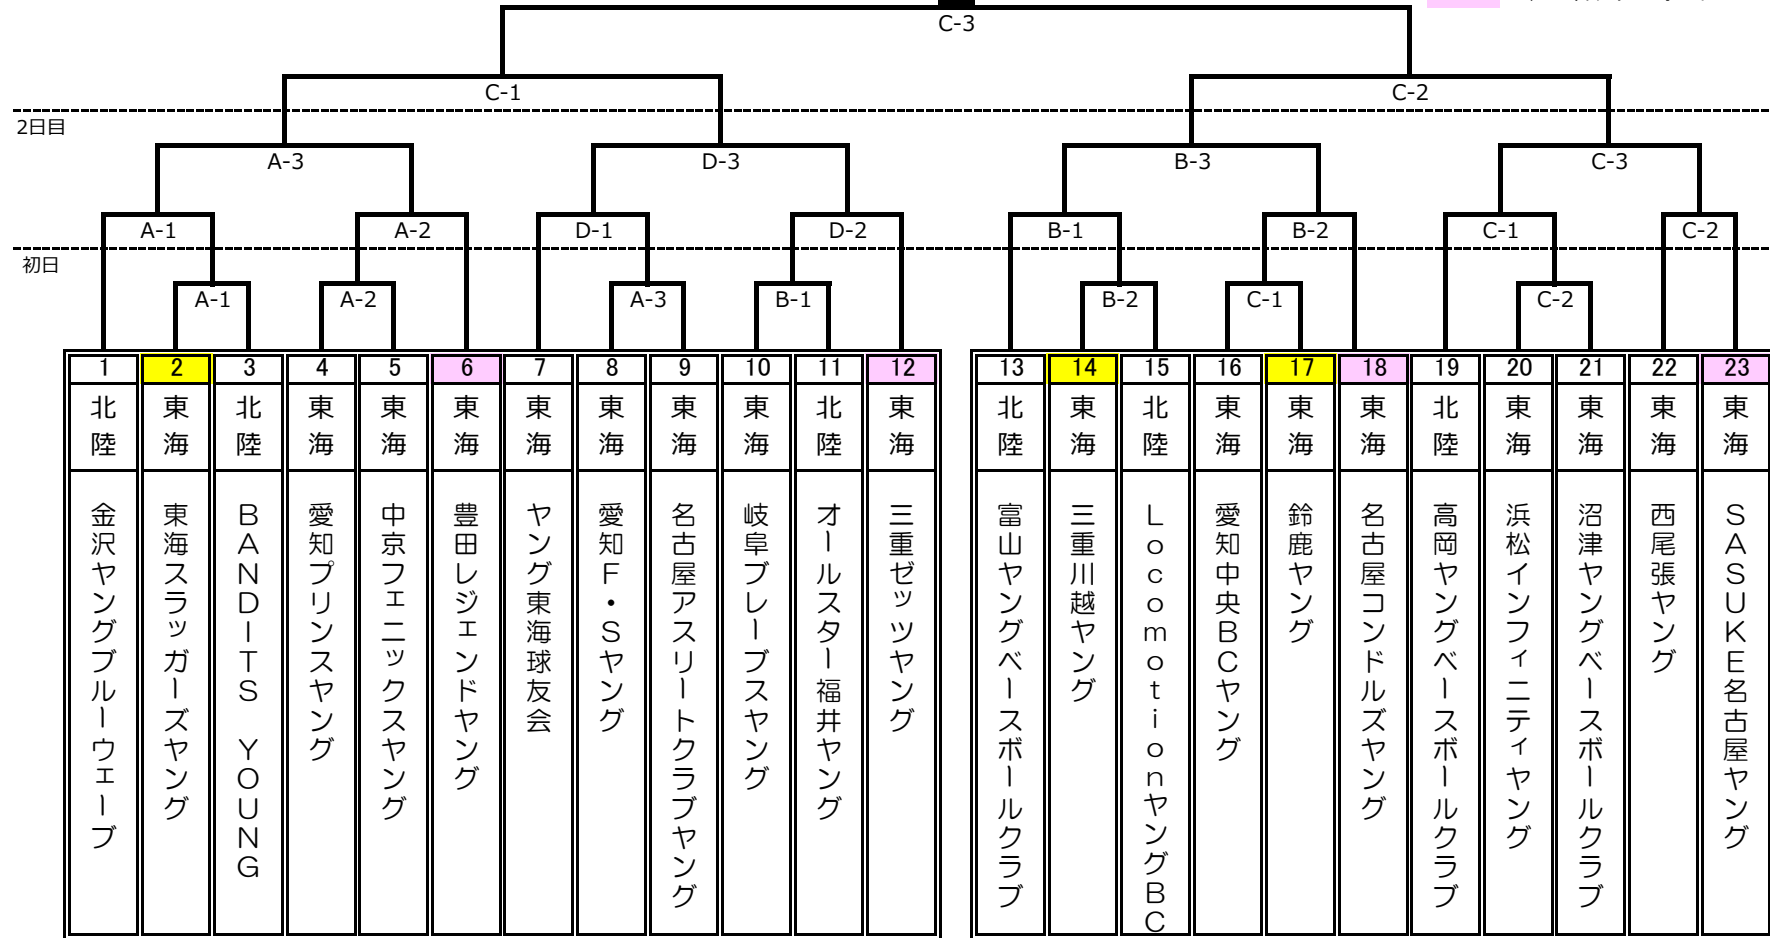 C-3
C-1
C-2
2日目
A-3
D-3
B-3
C-3
A-1
A-2
D-1
D-2
B-1
B-2
C-1
C-2
初日
A-1
A-2
A-3
B-1
B-2
C-1
C-2
1
北陸
金沢ヤングブルーウェーブ
2
東海
東海スラッガーズヤング
3
北陸
BANDITS YOUNG
4
東海
愛知プリンスヤング
5
東海
中京フェニックスヤング
6
東海
豊田レジェンドヤング
7
東海
ヤング東海球友会
8
東海
愛知F・Sヤング
9
東海
名古屋アスリートクラブヤング
10
東海
岐阜ブレーブスヤング
11
北陸
オールスター福井ヤング
12
東海
三重ゼッツヤング
13
北陸
富山ヤングベースボールクラブ
14
東海
三重川越ヤング
15
北陸
LocomotionヤングBC
16
東海
愛知中央BCヤング
17
東海
鈴鹿ヤング
18
東海
名古屋コンドルズヤング
19
北陸
高岡ヤングベースボールクラブ
20
東海
浜松インフィニティヤング
21
東海
沼津ヤングベースボールクラブ
22
東海
西尾張ヤング
23
東海
SASUKE名古屋ヤング